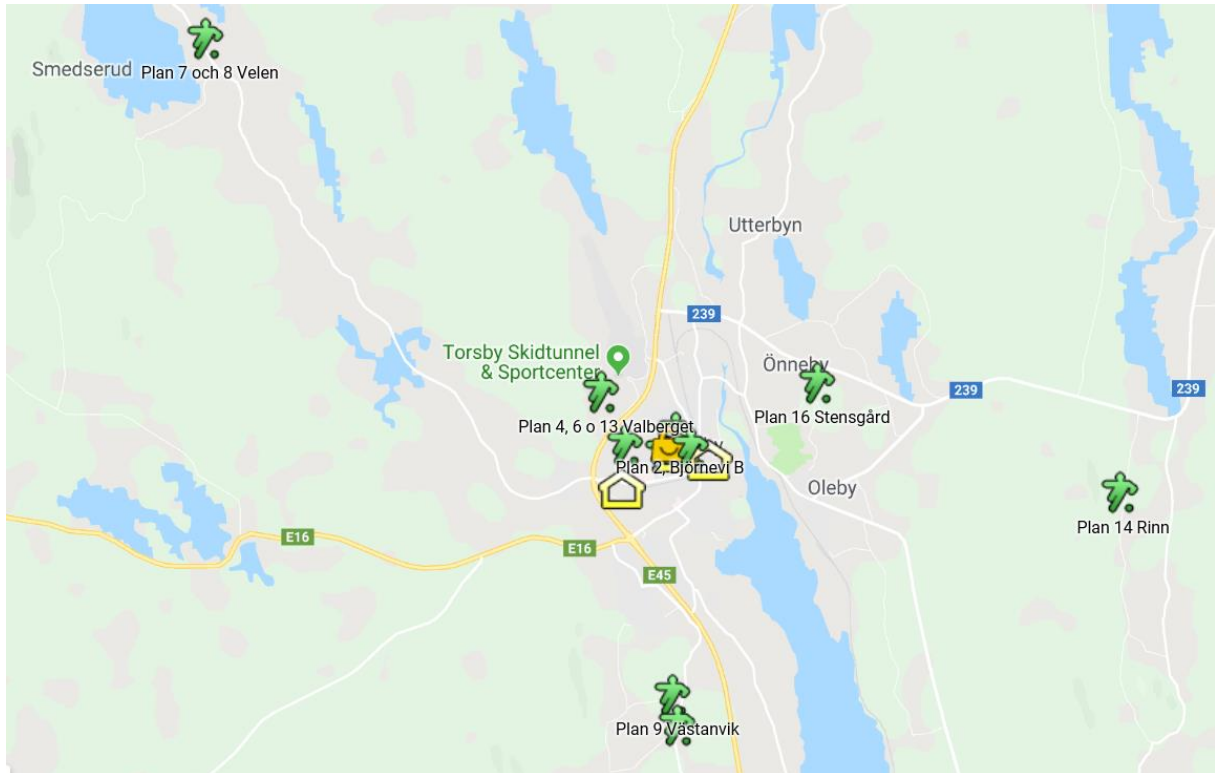 Smedserud
Plan 7 och 8 Velen
Utterbyn
239
Torsby Skidtunnel
& Sportcenter
Önneby
239
239
Plan 16 Stensgård
Plan 4, 6 o 13 Valberget
Plan 2, Björnevi B
Oleby
Plan 14 Rinn
E16
E16
E45
Plan 9 Västanvik